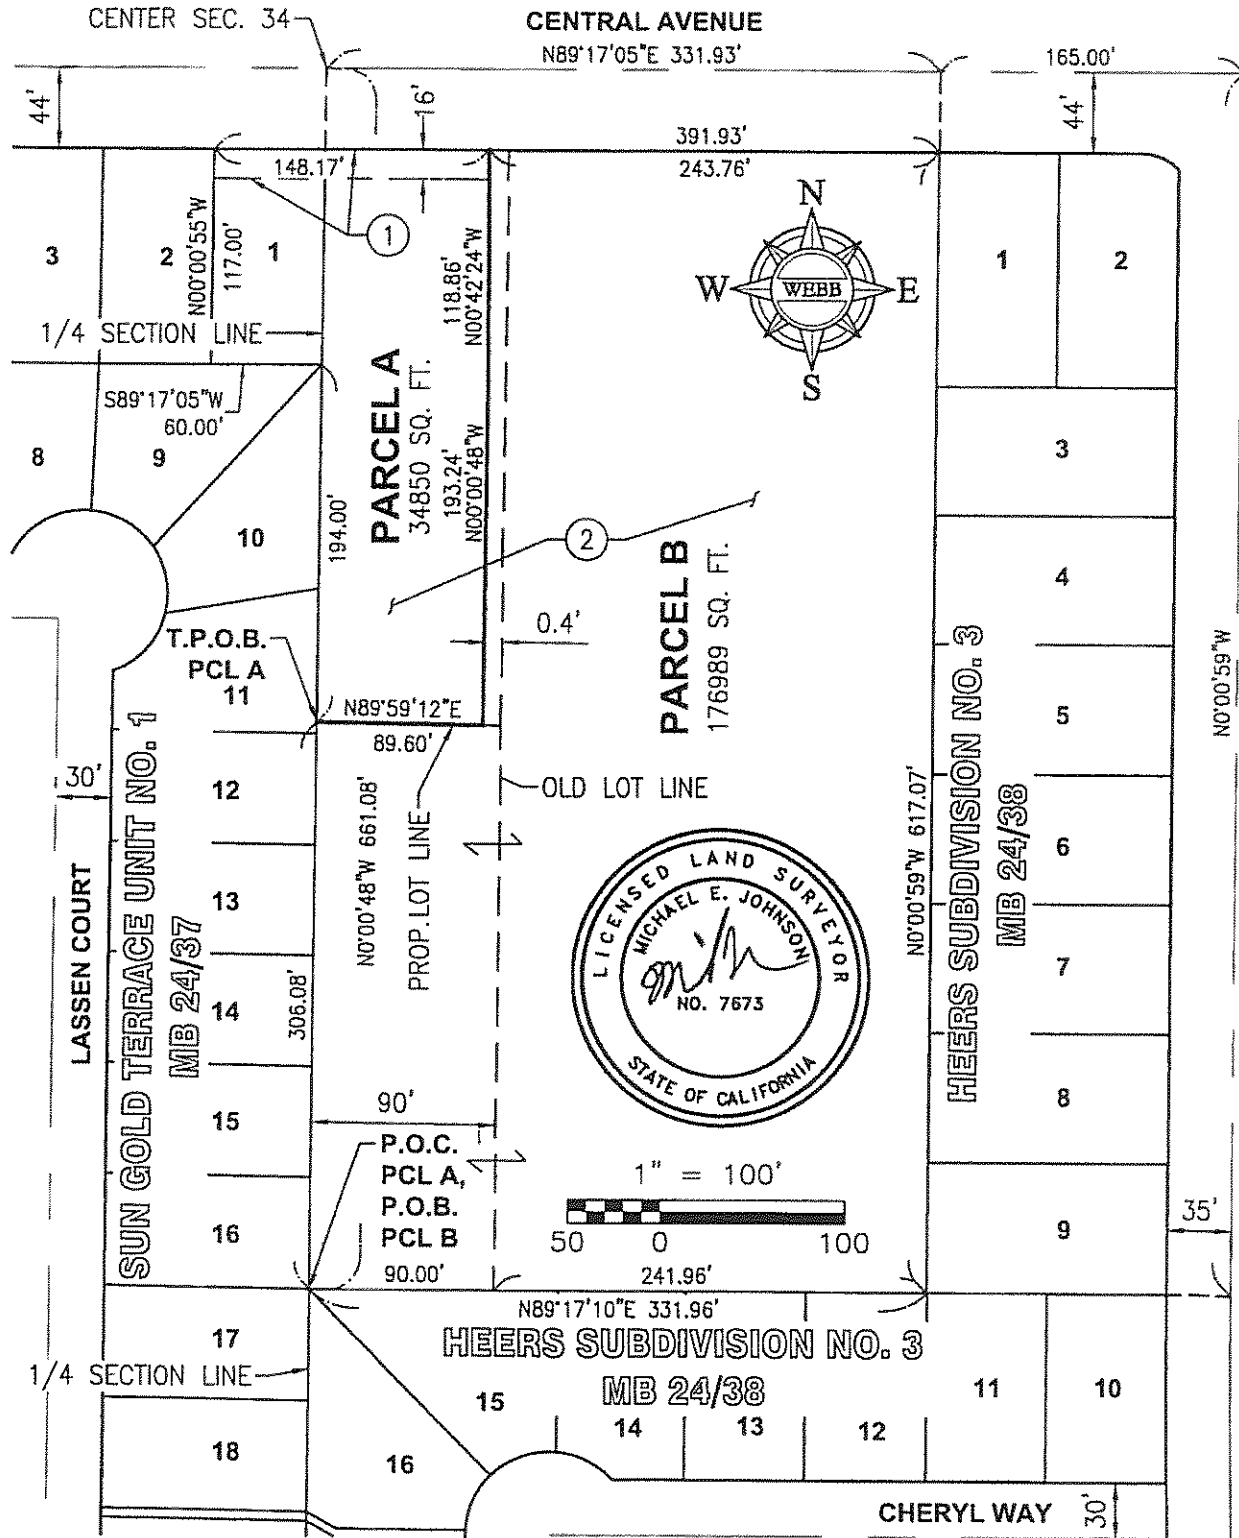 CENTER SEC. 34
CENTRAL AVENUE
N89°17'05"E 331.93'
165.00'
44'
16'
44'
391.93'
148.17'
243.76'
1
3
2
1
1
2
N00°00'55"W
117.00'
118.86'
N00°42'24"W
N
W
WEBB
E
S
1/4 SECTION LINE
PARCEL A
34850 SQ. FT.
S89°17'05"W
60.00'
8
9
3
193.24'
N00°00'48"W
194.00'
10
2
PARCEL B
176989 SQ. FT.
4
T.P.O.B.
PCL A
11
0.4'
N89°59'12"E
89.60'
HEERS SUBDIVISION NO. 3
MB 24/38
5
N0°00'59"W
30'
12
OLD LOT LINE
SUN GOLD TERRACE UNIT NO. 1
MB 24/37
LASSEN COURT
N0°00'48"W 661.08'
PROP.LOT LINE
6
13
LICENSED LAND SURVEYOR
MICHAEL E. JOHNSON
NO. 7673
STATE OF CALIFORNIA
N0°00'59"W 617.07'
7
14
306.08'
8
15
90'
P.O.C.
PCL A,
P.O.B.
PCL B
1" = 100'
50 0 100
16
9
35'
90.00'
241.96'
N89°17'10"E 331.96'
17
HEERS SUBDIVISION NO. 3
MB 24/38
1/4 SECTION LINE
15
14
13
12
11
10
18
16
CHERYL WAY
30'